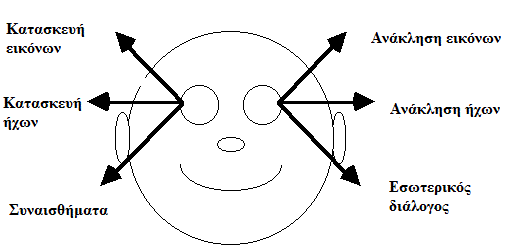 Κατασκευή
εικόνων
Κατασκευή
ήχων
Συναισθήματα
Ανάκληση εικόνων
Ανάκληση ήχων
Εσωτερικός
διάλογος